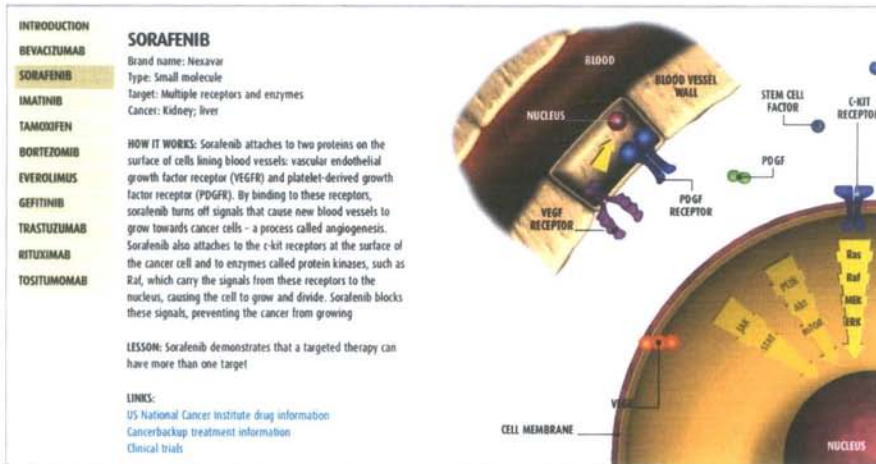 INTRODUCTION
BEVACIZUMAB
SORAFENIB
IMATINIB
TAMOXIFEN
BORTEZOMIB
EVEROLIMUS
GEFITINIB
TRASTUZUMAB
RITUXIMAB
TOSITUMOMAB
SORAFENIB
Brand name: Nexavar
Type: Small molecule
Target: Multiple receptors and enzymes
Cancer: Kidney; liver
HOW IT WORKS: Sorafenib attaches to two proteins on the
surface of cells lining blood vessels: vascular endothelial
growth factor receptor (VEGFR) and platelet-derived growth
factor receptor (PDGFR). By binding to these receptors,
sorafenib turns off signals that cause new blood vessels to
grow towards cancer cells - a process called angiogenesis.
Sorafenib also attaches to the c-kit receptors at the surface of
the cancer cell and to enzymes called protein kinases, such as
Raf, which carry the signals from these receptors to the
nucleus, causing the cell to grow and divide. Sorafenib blocks
these signals, preventing the cancer from growing
LESSON: Sorafenib demonstrates that a targeted therapy can
have more than one target
LINKS:
US National Cancer Institute drug information
Cancerbackup treatment information
Clinical trials
BLOOD
BLOOD VESSEL
WALL
NUCLEUS
STEM CELL
FACTOR
C-KIT
RECEPTOR
PDGF
PDGF
RECEPTOR
VEGF
RECEPTOR
Ras
Raf
MEK
ERK
PI3K
Akt
mTOR
JAK
STAT
VEGF
CELL MEMBRANE
NUCLEUS